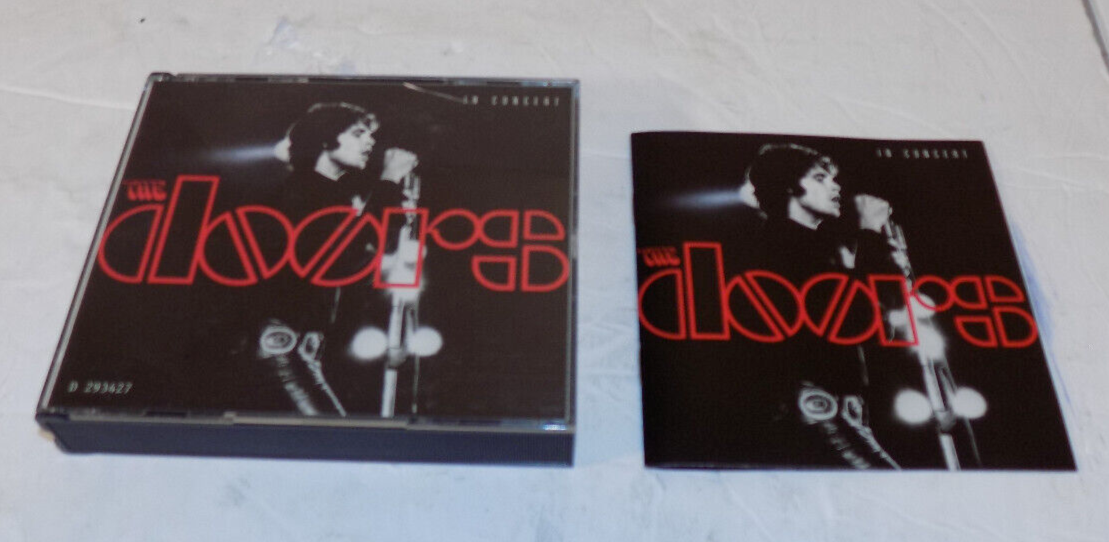 IN CONCERT
THE
doors
D 293427
IN CONCERT
THE
doors